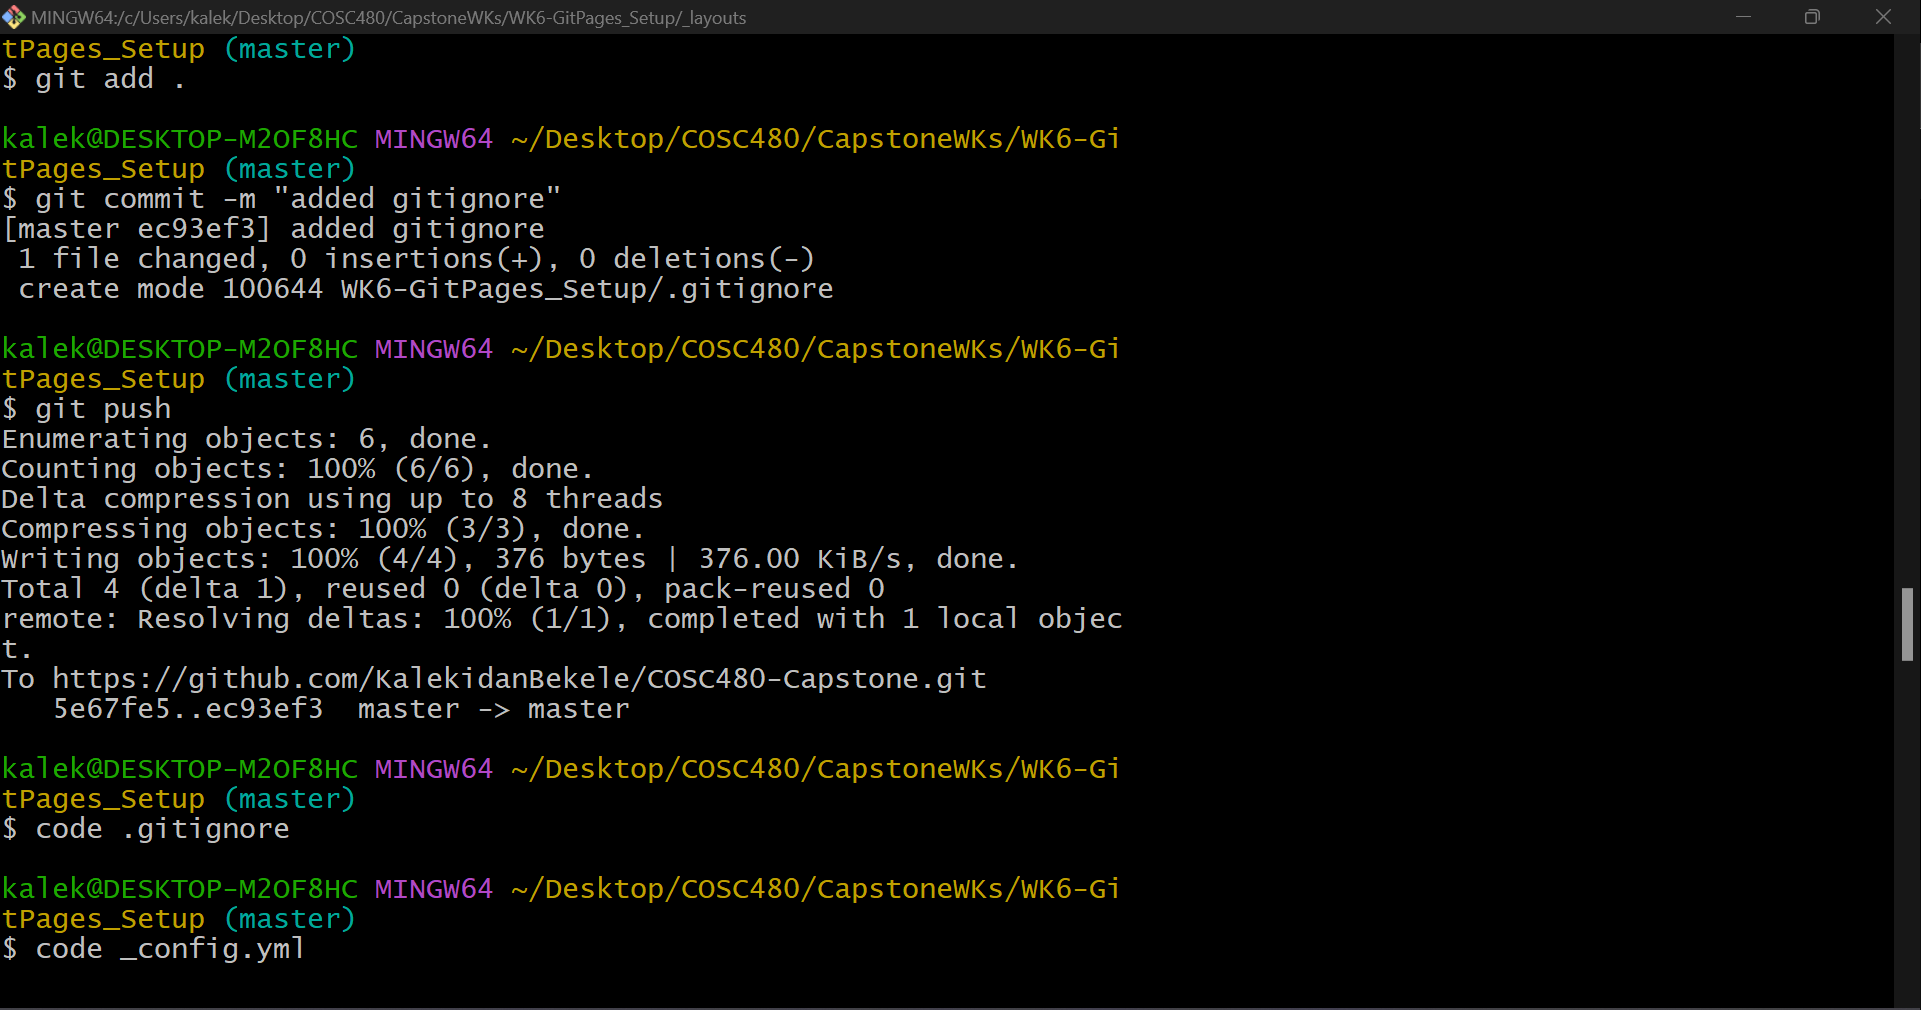 MINGW64:/c/Users/kalek/Desktop/COSC480/CapstoneWKs/WK6-GitPages_Setup/_layouts
tPages_Setup (master)
$ git add .
kalek@DESKTOP-M2OF8HC MINGW64 ~/Desktop/COSC480/CapstoneWKs/WK6-Gi
tPages_Setup (master)
$ git commit -m "added gitignore"
[master ec93ef3] added gitignore
 1 file changed, 0 insertions(+), 0 deletions(-)
 create mode 100644 WK6-GitPages_Setup/.gitignore
kalek@DESKTOP-M2OF8HC MINGW64 ~/Desktop/COSC480/CapstoneWKs/WK6-Gi
tPages_Setup (master)
$ git push
Enumerating objects: 6, done.
Counting objects: 100% (6/6), done.
Delta compression using up to 8 threads
Compressing objects: 100% (3/3), done.
Writing objects: 100% (4/4), 376 bytes | 376.00 KiB/s, done.
Total 4 (delta 1), reused 0 (delta 0), pack-reused 0
remote: Resolving deltas: 100% (1/1), completed with 1 local objec
t.
To https://github.com/KalekidanBekele/COSC480-Capstone.git
   5e67fe5..ec93ef3  master -> master
kalek@DESKTOP-M2OF8HC MINGW64 ~/Desktop/COSC480/CapstoneWKs/WK6-Gi
tPages_Setup (master)
$ code .gitignore
kalek@DESKTOP-M2OF8HC MINGW64 ~/Desktop/COSC480/CapstoneWKs/WK6-Gi
tPages_Setup (master)
$ code _config.yml